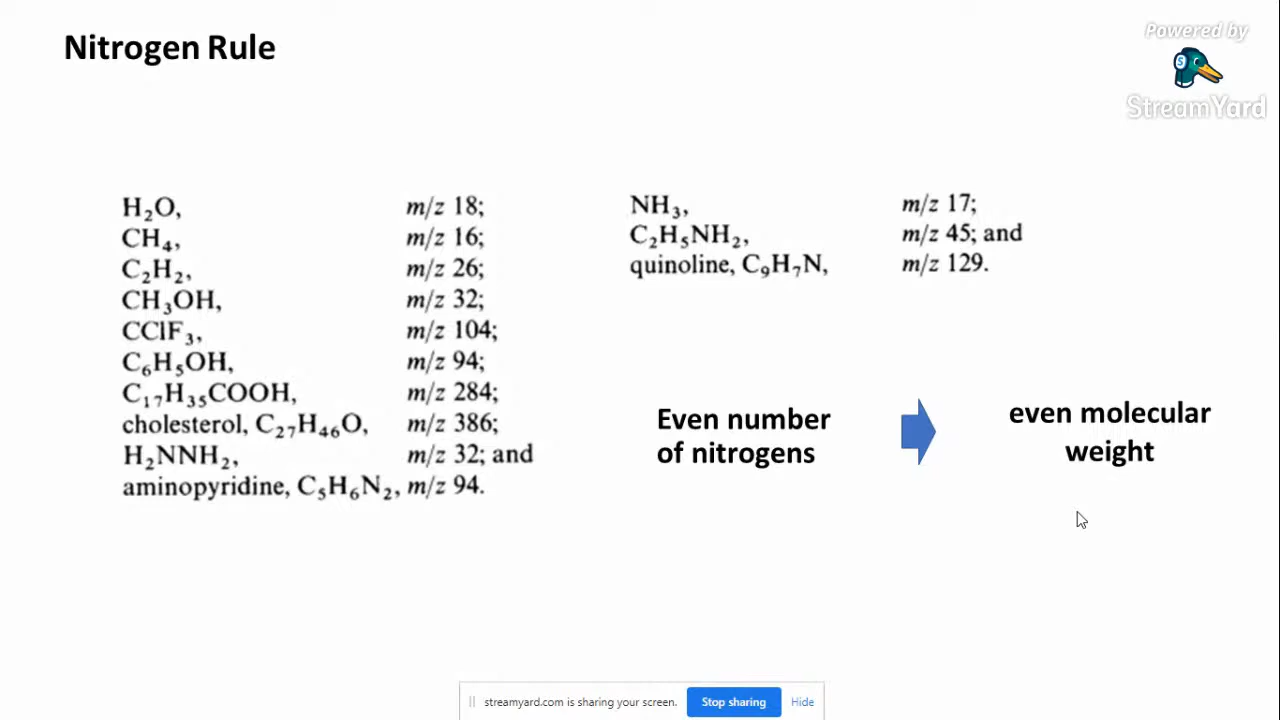 Nitrogen Rule
Powered by
StreamYard
H₂O, m/z 18;
CH₄, m/z 16;
C₂H₂, m/z 26;
CH₃OH, m/z 32;
CClF₃, m/z 104;
C₆H₅OH, m/z 94;
C₁₇H₃₅COOH, m/z 284;
cholesterol, C₂₇H₄₆O, m/z 386;
H₂NNH₂, m/z 32; and
aminopyridine, C₅H₆N₂, m/z 94.
NH₃, m/z 17;
C₂H₅NH₂, m/z 45; and
quinoline, C₉H₇N, m/z 129.
Even number
of nitrogens
even molecular
weight
streamyard.com is sharing your screen. Stop sharing Hide